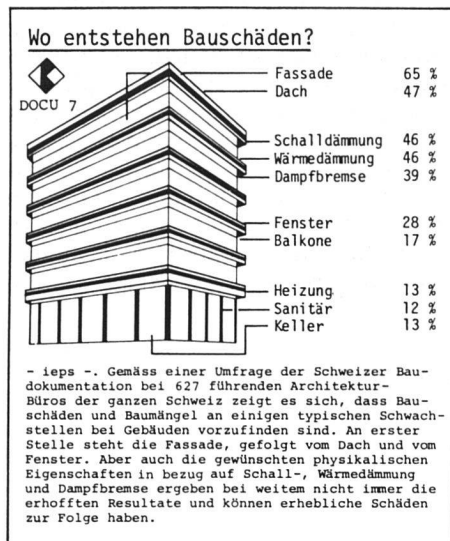 Wo entstehen Bauschäden?
DOCU 7
Fassade 65 %
Dach 47 %
Schalldämmung 46 %
Wärmedämmung 46 %
Dampfbremse 39 %
Fenster 28 %
Balkone 17 %
Heizung 13 %
Sanitär 12 %
Keller 13 %
- ieps -. Gemäss einer Umfrage der Schweizer Bau-
dokumentation bei 627 führenden Architektur-
Büros der ganzen Schweiz zeigt es sich, dass Bau-
schäden und Baumängel an einigen typischen Schwach-
stellen bei Gebäuden vorzufinden sind. An erster
Stelle steht die Fassade, gefolgt vom Dach und vom
Fenster. Aber auch die gewünschten physikalischen
Eigenschaften in bezug auf Schall-, Wärmedämmung
und Dampfbremse ergeben bei weitem nicht immer die
erhofften Resultate und können erhebliche Schäden
zur Folge haben.